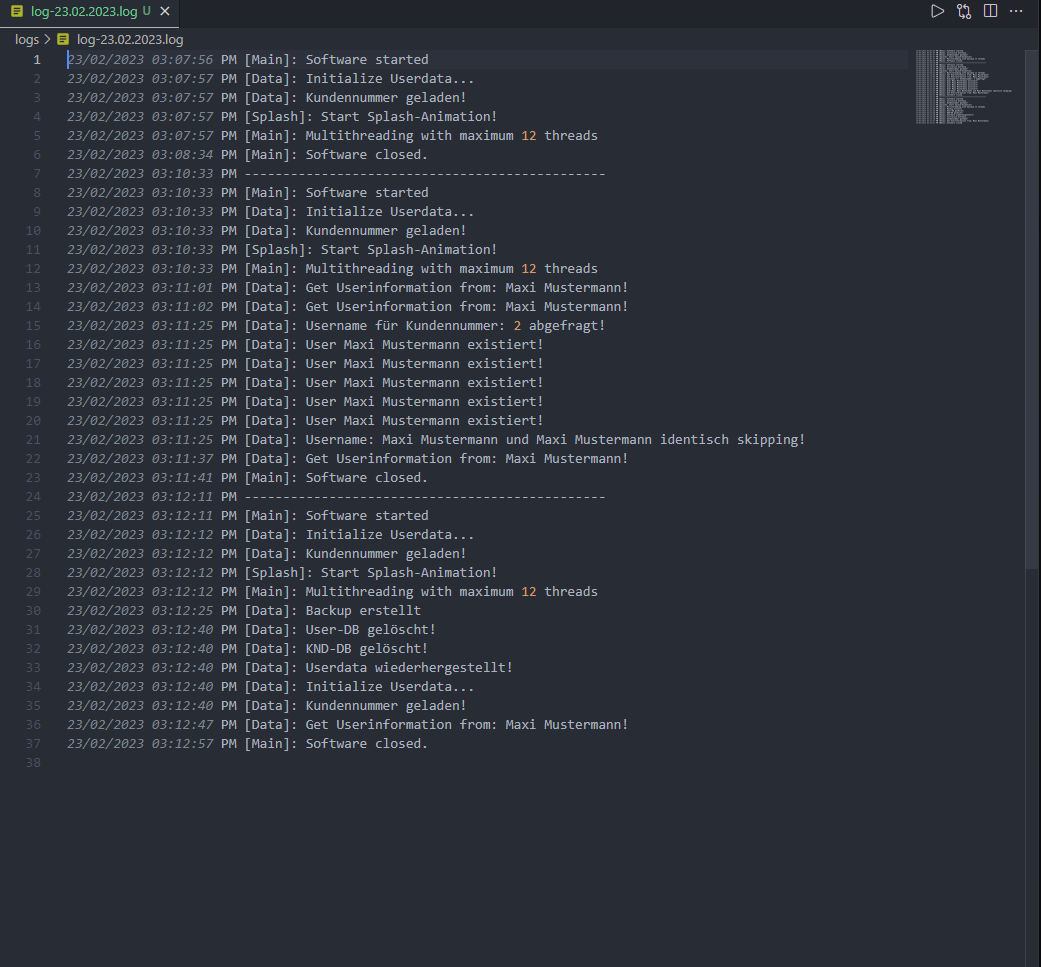 log-23.02.2023.log U
logs > log-23.02.2023.log
1 23/02/2023 03:07:56 PM [Main]: Software started
2 23/02/2023 03:07:57 PM [Data]: Initialize Userdata...
3 23/02/2023 03:07:57 PM [Data]: Kundennummer geladen!
4 23/02/2023 03:07:57 PM [Splash]: Start Splash-Animation!
5 23/02/2023 03:07:57 PM [Main]: Multithreading with maximum 12 threads
6 23/02/2023 03:08:34 PM [Main]: Software closed.
7 23/02/2023 03:10:33 PM -----------------------------------------------
8 23/02/2023 03:10:33 PM [Main]: Software started
9 23/02/2023 03:10:33 PM [Data]: Initialize Userdata...
10 23/02/2023 03:10:33 PM [Data]: Kundennummer geladen!
11 23/02/2023 03:10:33 PM [Splash]: Start Splash-Animation!
12 23/02/2023 03:10:33 PM [Main]: Multithreading with maximum 12 threads
13 23/02/2023 03:11:01 PM [Data]: Get Userinformation from: Maxi Mustermann!
14 23/02/2023 03:11:02 PM [Data]: Get Userinformation from: Maxi Mustermann!
15 23/02/2023 03:11:25 PM [Data]: Username für Kundennummer: 2 abgefragt!
16 23/02/2023 03:11:25 PM [Data]: User Maxi Mustermann existiert!
17 23/02/2023 03:11:25 PM [Data]: User Maxi Mustermann existiert!
18 23/02/2023 03:11:25 PM [Data]: User Maxi Mustermann existiert!
19 23/02/2023 03:11:25 PM [Data]: User Maxi Mustermann existiert!
20 23/02/2023 03:11:25 PM [Data]: User Maxi Mustermann existiert!
21 23/02/2023 03:11:25 PM [Data]: Username: Maxi Mustermann und Maxi Mustermann identisch skipping!
22 23/02/2023 03:11:37 PM [Data]: Get Userinformation from: Maxi Mustermann!
23 23/02/2023 03:11:41 PM [Main]: Software closed.
24 23/02/2023 03:12:11 PM -----------------------------------------------
25 23/02/2023 03:12:11 PM [Main]: Software started
26 23/02/2023 03:12:12 PM [Data]: Initialize Userdata...
27 23/02/2023 03:12:12 PM [Data]: Kundennummer geladen!
28 23/02/2023 03:12:12 PM [Splash]: Start Splash-Animation!
29 23/02/2023 03:12:12 PM [Main]: Multithreading with maximum 12 threads
30 23/02/2023 03:12:25 PM [Data]: Backup erstellt
31 23/02/2023 03:12:40 PM [Data]: User-DB gelöscht!
32 23/02/2023 03:12:40 PM [Data]: KND-DB gelöscht!
33 23/02/2023 03:12:40 PM [Data]: Userdata wiederhergestellt!
34 23/02/2023 03:12:40 PM [Data]: Initialize Userdata...
35 23/02/2023 03:12:40 PM [Data]: Kundennummer geladen!
36 23/02/2023 03:12:47 PM [Data]: Get Userinformation from: Maxi Mustermann!
37 23/02/2023 03:12:57 PM [Main]: Software closed.
38